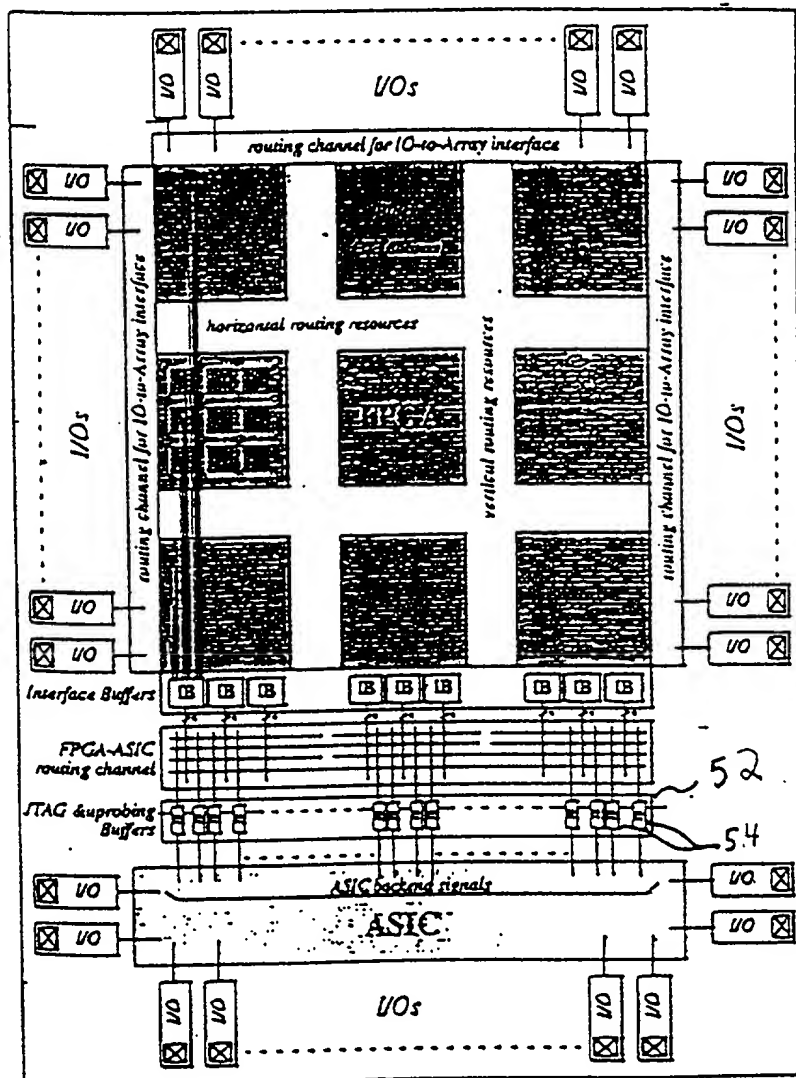 I/O I/O I/O I/O
I/Os
routing channel for IO-to-Array interface
I/O I/O
I/O I/O
routing channel for IO-to-Array interface
horizontal routing resources
vertical routing resources
routing channel for IO-to-Array interface
I/Os
I/Os
FPGA
I/O I/O
I/O I/O
Interface Buffers
IB IB IB IB IB IB IB IB IB
FPGA-ASIC
routing channel
52
JTAG & uprobing
Buffers
54
ASIC backend signals
I/O I/O
ASIC
I/O I/O
I/O I/O I/O I/O
I/Os